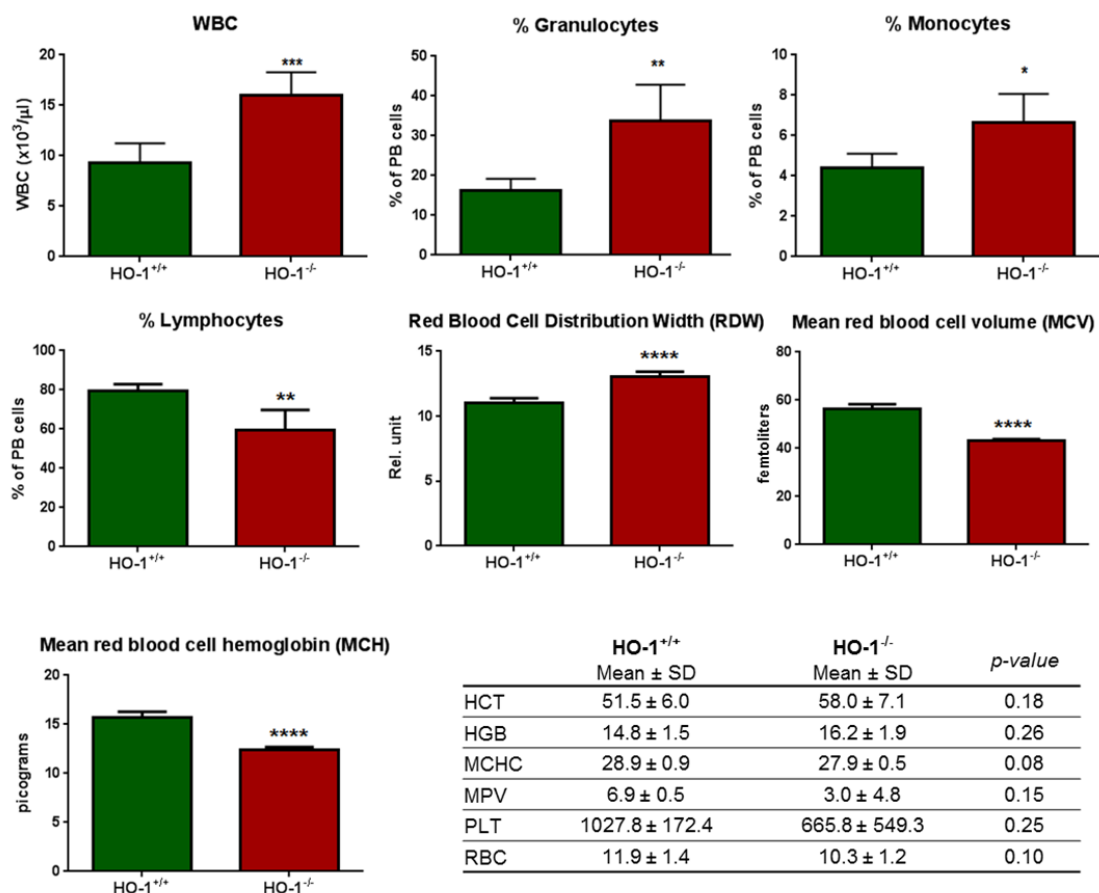 WBC
WBC (x10³/µl)
20
15
10
5
0
***
HO-1⁺/⁺
HO-1⁻/⁻
% Granulocytes
% of PB cells
50
40
30
20
10
0
**
HO-1⁺/⁺
HO-1⁻/⁻
% Monocytes
% of PB cells
10
8
6
4
2
0
*
HO-1⁺/⁺
HO-1⁻/⁻
% Lymphocytes
% of PB cells
100
80
60
40
20
0
**
HO-1⁺/⁺
HO-1⁻/⁻
Red Blood Cell Distribution Width (RDW)
Rel. unit
15
10
5
0
****
HO-1⁺/⁺
HO-1⁻/⁻
Mean red blood cell volume (MCV)
femtoliters
80
60
40
20
0
****
HO-1⁺/⁺
HO-1⁻/⁻
Mean red blood cell hemoglobin (MCH)
picograms
20
15
10
5
0
****
HO-1⁺/⁺
HO-1⁻/⁻
HO-1⁺/⁺ HO-1⁻/⁻
Mean ± SD Mean ± SD p-value
HCT 51.5 ± 6.0 58.0 ± 7.1 0.18
HGB 14.8 ± 1.5 16.2 ± 1.9 0.26
MCHC 28.9 ± 0.9 27.9 ± 0.5 0.08
MPV 6.9 ± 0.5 3.0 ± 4.8 0.15
PLT 1027.8 ± 172.4 665.8 ± 549.3 0.25
RBC 11.9 ± 1.4 10.3 ± 1.2 0.10